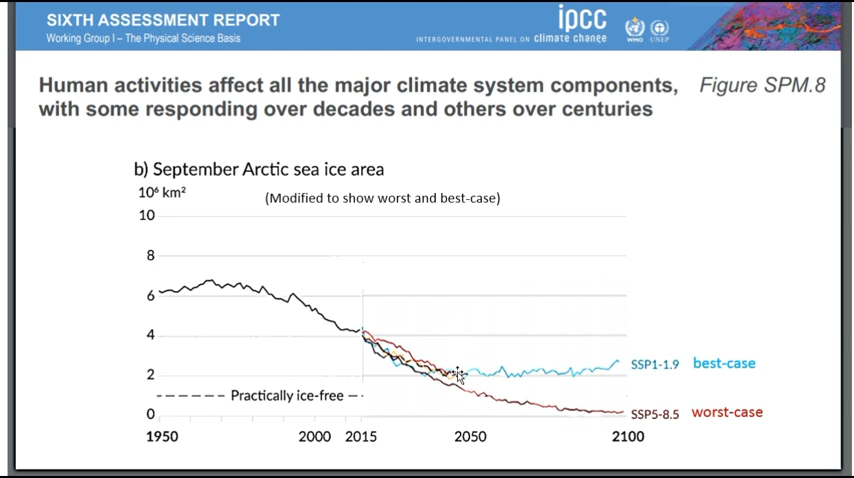 SIXTH ASSESSMENT REPORT
Working Group I – The Physical Science Basis
ipcc
INTERGOVERNMENTAL PANEL ON climate change
WMO
UNEP
Human activities affect all the major climate system components,
with some responding over decades and others over centuries
Figure SPM.8
b) September Arctic sea ice area
10⁶ km²
(Modified to show worst and best-case)
10
8
6
4
2
0
Practically ice-free
SSP1-1.9 best-case
SSP5-8.5 worst-case
1950 2000 2015 2050 2100